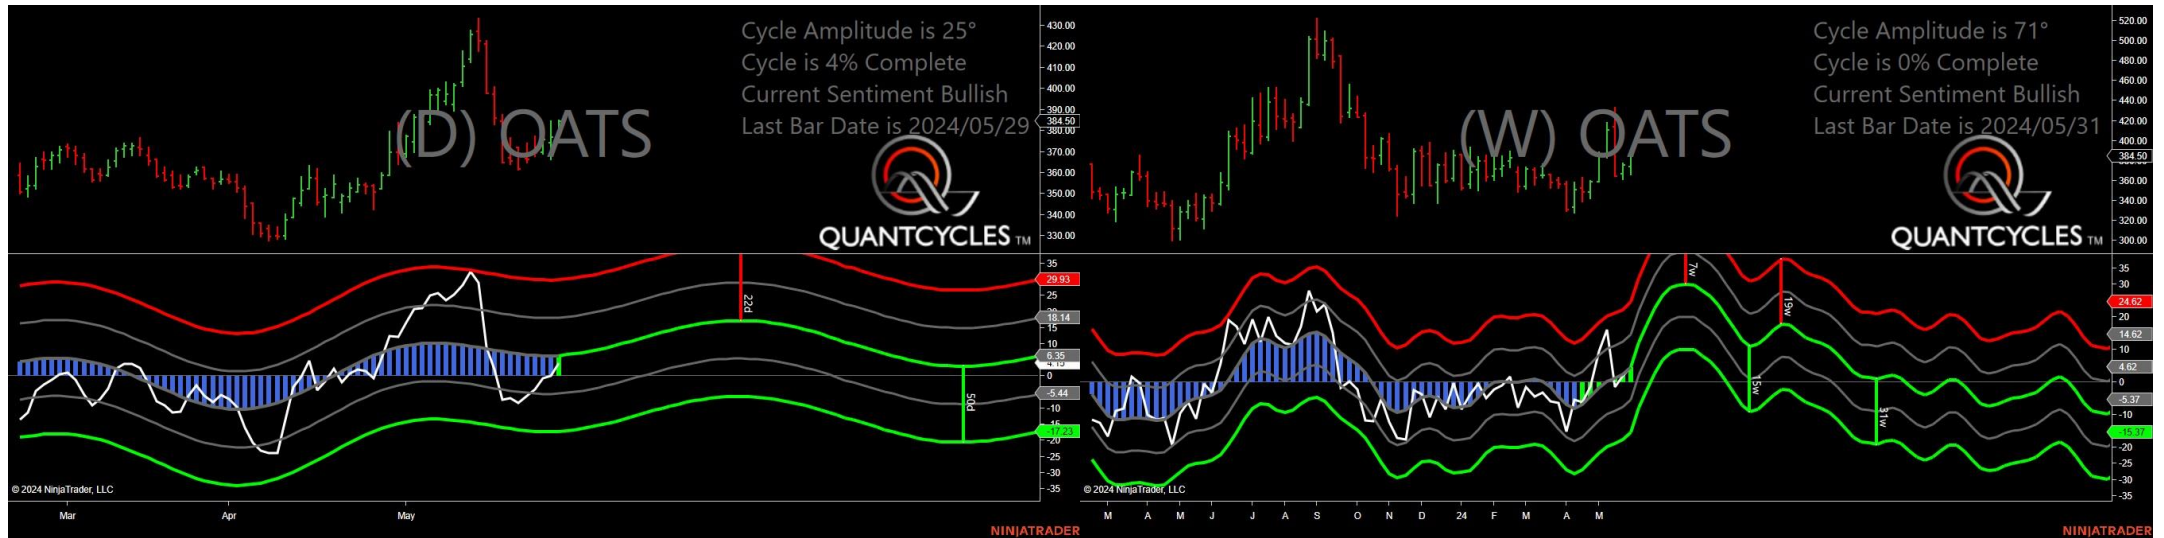 Cycle Amplitude is 25°
Cycle is 4% Complete
Current Sentiment Bullish
Last Bar Date is 2024/05/29
(D) OATS
QUANTCYCLES TM
430.00
420.00
410.00
400.00
390.00
384.50
380.00
370.00
360.00
350.00
340.00
330.00
35
29.93
25
18.14
15
10
6.35
4.15
0
-5.44
-10
-17.23
-20
-25
-30
-35
22d
50d
© 2024 NinjaTrader, LLC
Mar Apr May
NINJATRADER
Cycle Amplitude is 71°
Cycle is 0% Complete
Current Sentiment Bullish
Last Bar Date is 2024/05/31
(W) OATS
QUANTCYCLES TM
520.00
500.00
480.00
460.00
440.00
420.00
400.00
384.50
360.00
340.00
320.00
300.00
35
30
24.62
20
14.62
10
4.62
0
-5.37
-10
-15.37
-20
-25
-30
-35
7w
19w
15w
31w
© 2024 NinjaTrader, LLC
M A M J J A S O N D 24 F M A M
NINJATRADER